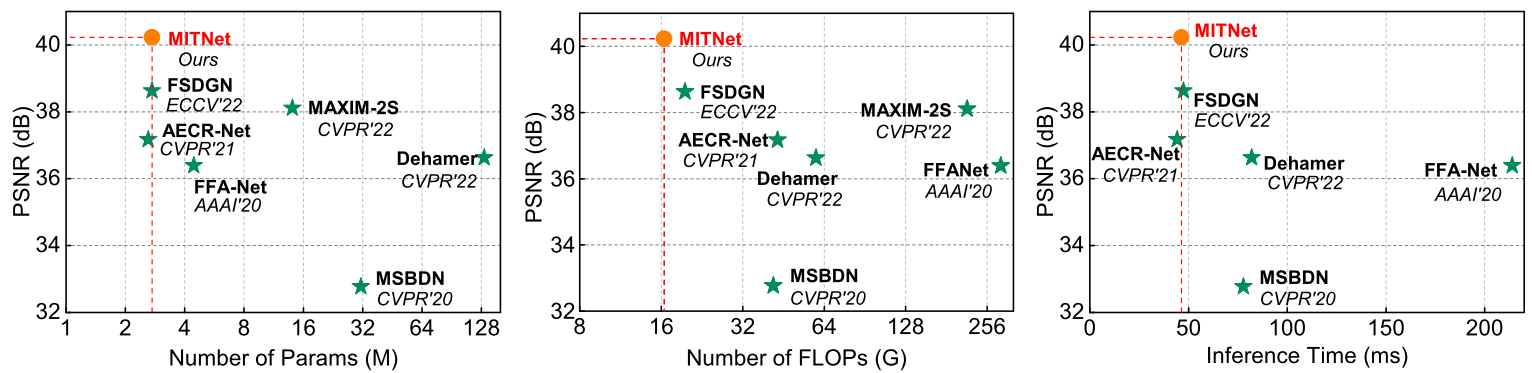 PSNR (dB)
40
38
36
34
32
MITNet
Ours
FSDGN
ECCV'22
MAXIM-2S
CVPR'22
AECR-Net
CVPR'21
Dehamer
CVPR'22
FFA-Net
AAAI'20
MSBDN
CVPR'20
1 2 4 8 16 32 64 128
Number of Params (M)
PSNR (dB)
40
38
36
34
32
MITNet
Ours
FSDGN
ECCV'22
MAXIM-2S
CVPR'22
AECR-Net
CVPR'21
Dehamer
CVPR'22
FFANet
AAAI'20
MSBDN
CVPR'20
8 16 32 64 128 256
Number of FLOPs (G)
PSNR (dB)
40
38
36
34
32
MITNet
Ours
FSDGN
ECCV'22
AECR-Net
CVPR'21
Dehamer
CVPR'22
FFA-Net
AAAI'20
MSBDN
CVPR'20
0 50 100 150 200
Inference Time (ms)